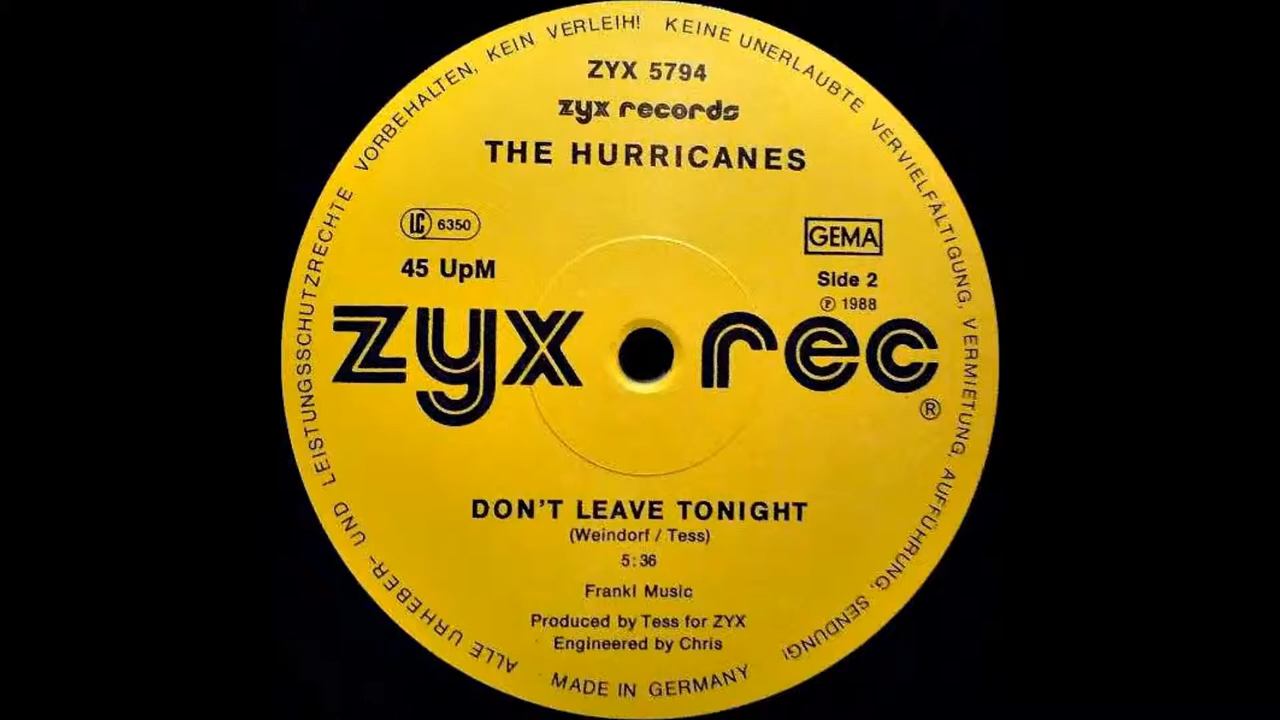 ALLE URHEBER- UND LEISTUNGSSCHUTZRECHTE VORBEHALTEN, KEIN VERLEIH! KEINE UNERLAUBTE VERVIELFÄLTIGUNG, VERMIETUNG, AUFFÜHRUNG, SENDUNG!
ZYX 5794
zyx records
THE HURRICANES
LC 6350
GEMA
45 UpM
Side 2
℗ 1988
zyx rec
®
DON'T LEAVE TONIGHT
(Weindorf / Tess)
5:36
Frankl Music
Produced by Tess for ZYX
Engineered by Chris
MADE IN GERMANY